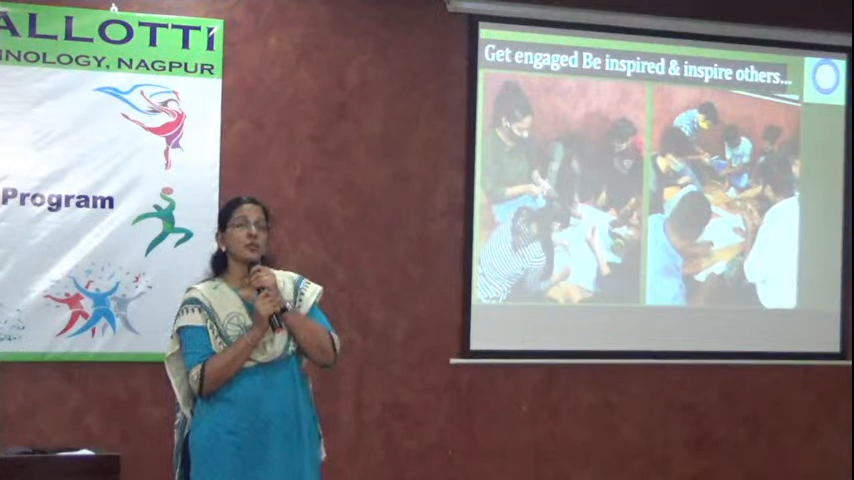 ALLOTTI
NOLOGY, NAGPUR
Program
Get engaged Be inspired & inspire others...